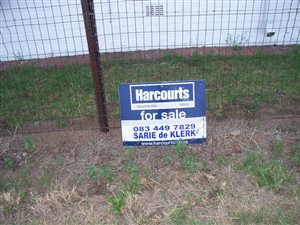 Harcourts
for sale
083 449 7829
SARIE de KLERK